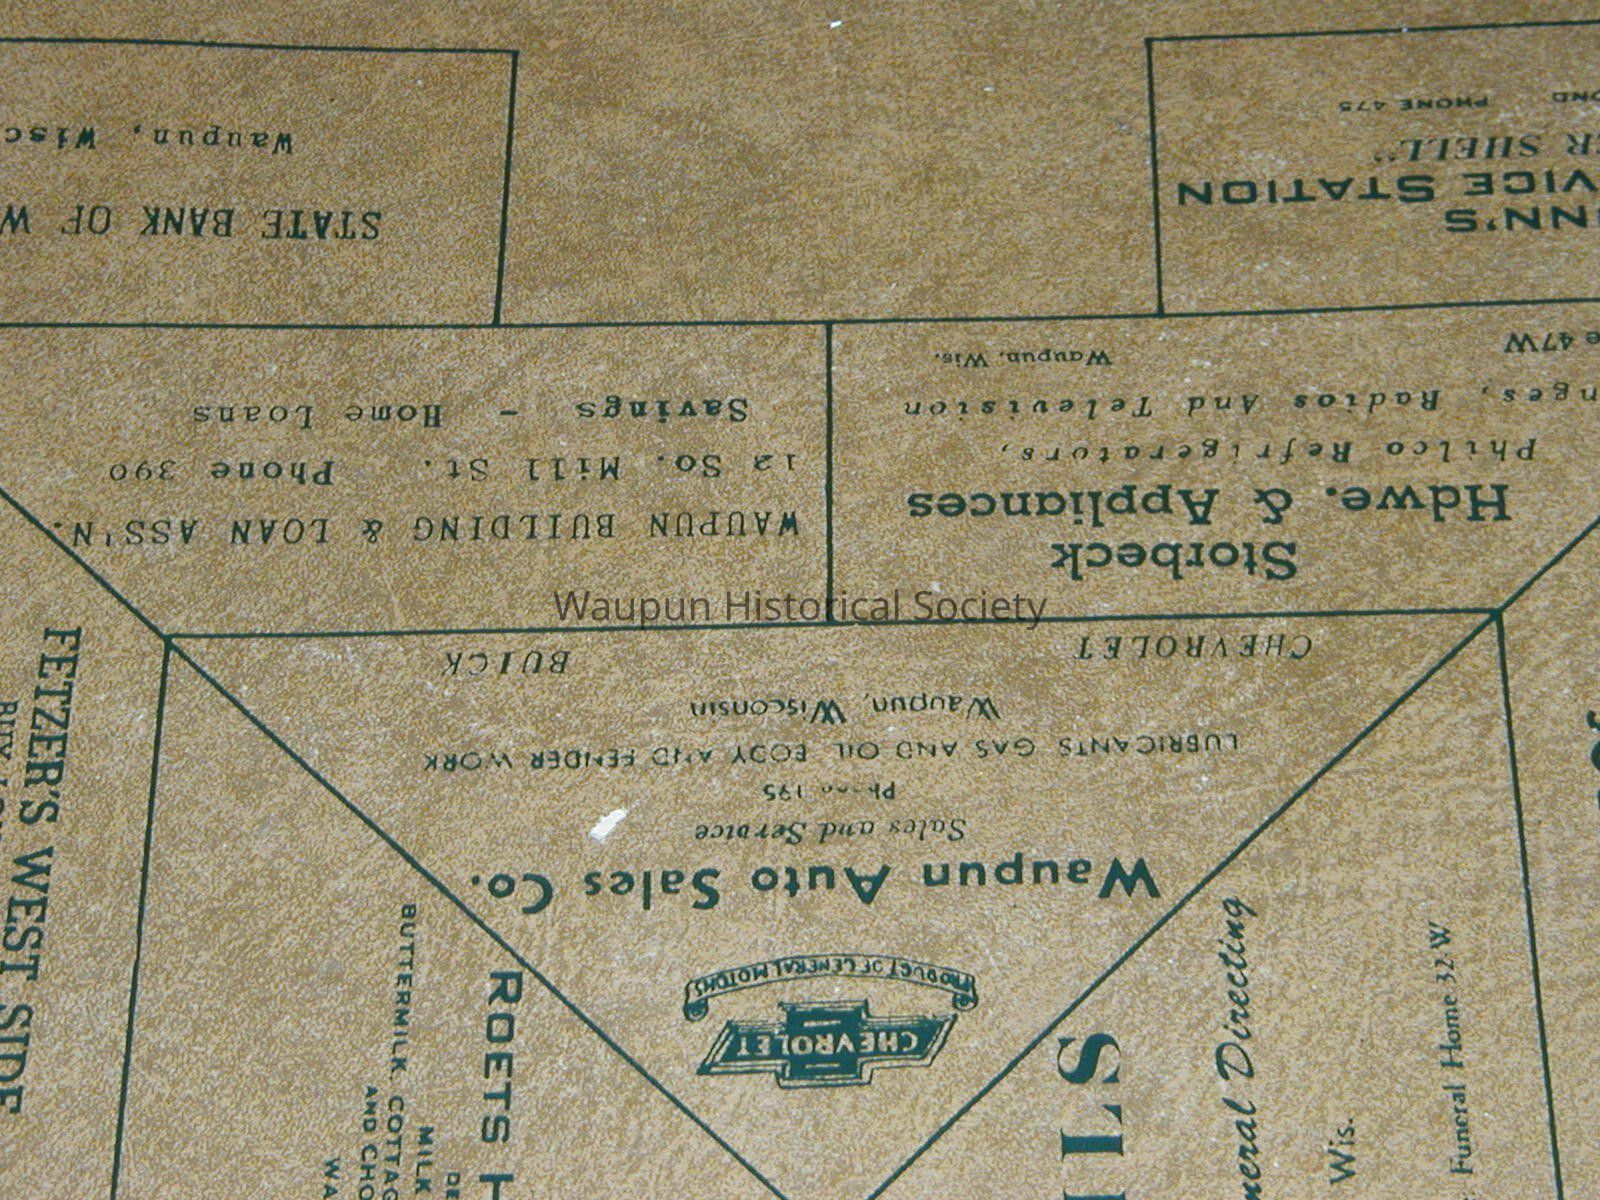 STATE BANK OF W
Waupun, Wisc
NN'S
VICE STATION
ER SHELL"
OND PHONE 475
WAUPUN BUILDING & LOAN ASS'N.
12 So. Mill St. Phone 390
Savings - Home Loans
Storbeck
Hdwe. & Appliances
Philco Refrigerators,
nges, Radios And Television
e 47W Waupun, Wis.
Waupun Historical Society
CHEVROLET
PRODUCT OF GENERAL MOTORS
Waupun Auto Sales Co.
Sales and Service
Phone 195
LUBRICANTS GAS AND OIL BODY AND FENDER WORK
Waupun, Wisconsin
CHEVROLET BUICK
FETZER'S WEST SIDE
ROETS
MILK
BUTTERMILK, COTTAG
AND CHO
WA
neral Directing
Wis.
Funeral Home 32-W